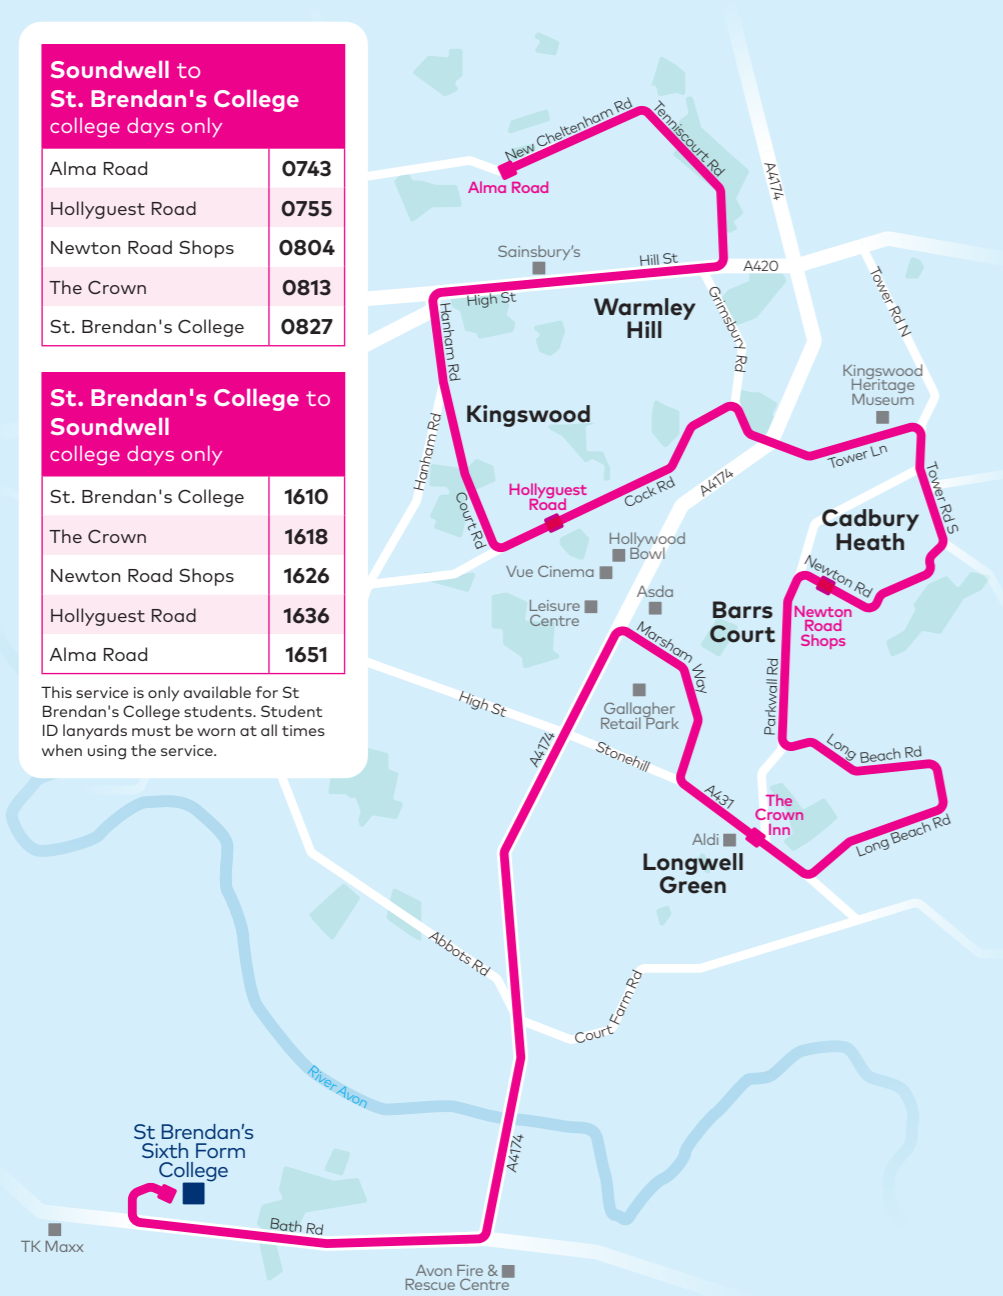 Soundwell to
St. Brendan's College
college days only
Alma Road 0743
Hollyguest Road 0755
Newton Road Shops 0804
The Crown 0813
St. Brendan's College 0827
St. Brendan's College to
Soundwell
college days only
St. Brendan's College 1610
The Crown 1618
Newton Road Shops 1626
Hollyguest Road 1636
Alma Road 1651
This service is only available for St
Brendan's College students. Student
ID lanyards must be worn at all times
when using the service.
New Cheltenham Rd
Tenniscourt Rd
Alma Road
A4174
Sainsbury's
Hill St
A420
High St
Warmley
Hill
Grimsbury Rd
Tower Rd N
Hanham Rd
Kingswood
Heritage
Museum
Kingswood
Hanham Rd
Tower Ln
Hollyguest
Road
Cock Rd
A4174
Court Rd
Tower Rd S
Cadbury
Heath
Hollywood
Bowl
Vue Cinema
Newton Rd
Asda
Leisure
Centre
Barrs
Court
Newton
Road
Shops
Marsham Way
Parkwall Rd
High St
Gallagher
Retail Park
A4174
Stonehill
Long Beach Rd
A431
The
Crown
Inn
Aldi
Long Beach Rd
Longwell
Green
Abbots Rd
Court Farm Rd
River Avon
St Brendan's
Sixth Form
College
A4174
Bath Rd
TK Maxx
Avon Fire &
Rescue Centre